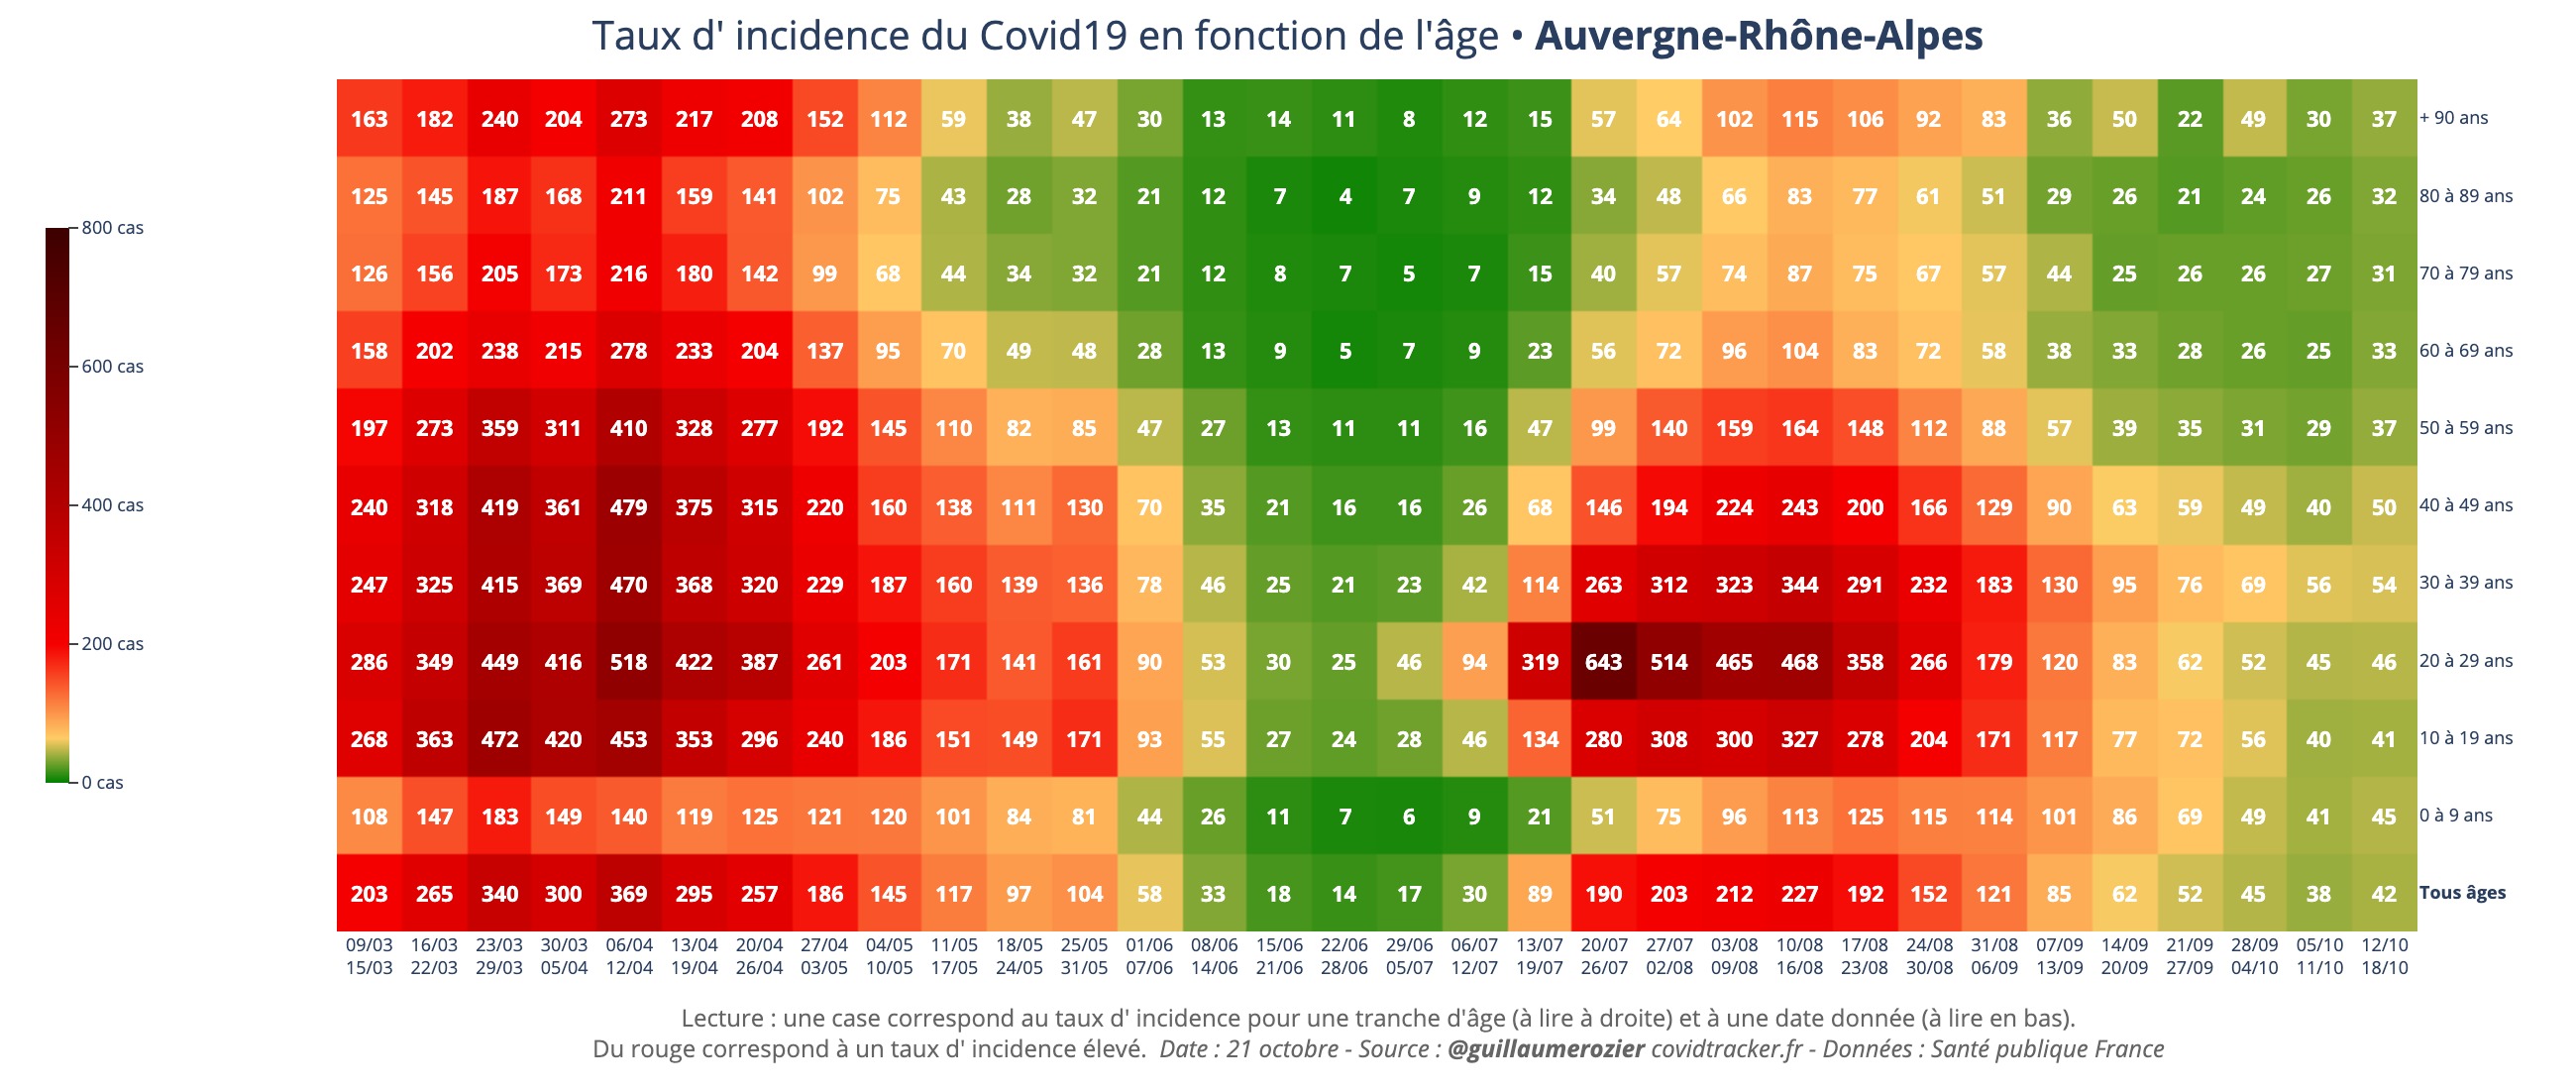 Taux d' incidence du Covid19 en fonction de l'âge • Auvergne-Rhône-Alpes
800 cas
600 cas
400 cas
200 cas
0 cas
163 182 240 204 273 217 208 152 112 59 38 47 30 13 14 11 8 12 15 57 64 102 115 106 92 83 36 50 22 49 30 37 + 90 ans
125 145 187 168 211 159 141 102 75 43 28 32 21 12 7 4 7 9 12 34 48 66 83 77 61 51 29 26 21 24 26 32 80 à 89 ans
126 156 205 173 216 180 142 99 68 44 34 32 21 12 8 7 5 7 15 40 57 74 87 75 67 57 44 25 26 26 27 31 70 à 79 ans
158 202 238 215 278 233 204 137 95 70 49 48 28 13 9 5 7 9 23 56 72 96 104 83 72 58 38 33 28 26 25 33 60 à 69 ans
197 273 359 311 410 328 277 192 145 110 82 85 47 27 13 11 11 16 47 99 140 159 164 148 112 88 57 39 35 31 29 37 50 à 59 ans
240 318 419 361 479 375 315 220 160 138 111 130 70 35 21 16 16 26 68 146 194 224 243 200 166 129 90 63 59 49 40 50 40 à 49 ans
247 325 415 369 470 368 320 229 187 160 139 136 78 46 25 21 23 42 114 263 312 323 344 291 232 183 130 95 76 69 56 54 30 à 39 ans
286 349 449 416 518 422 387 261 203 171 141 161 90 53 30 25 46 94 319 643 514 465 468 358 266 179 120 83 62 52 45 46 20 à 29 ans
268 363 472 420 453 353 296 240 186 151 149 171 93 55 27 24 28 46 134 280 308 300 327 278 204 171 117 77 72 56 40 41 10 à 19 ans
108 147 183 149 140 119 125 121 120 101 84 81 44 26 11 7 6 9 21 51 75 96 113 125 115 114 101 86 69 49 41 45 0 à 9 ans
203 265 340 300 369 295 257 186 145 117 97 104 58 33 18 14 17 30 89 190 203 212 227 192 152 121 85 62 52 45 38 42 Tous âges
09/03 16/03 23/03 30/03 06/04 13/04 20/04 27/04 04/05 11/05 18/05 25/05 01/06 08/06 15/06 22/06 29/06 06/07 13/07 20/07 27/07 03/08 10/08 17/08 24/08 31/08 07/09 14/09 21/09 28/09 05/10 12/10
15/03 22/03 29/03 05/04 12/04 19/04 26/04 03/05 10/05 17/05 24/05 31/05 07/06 14/06 21/06 28/06 05/07 12/07 19/07 26/07 02/08 09/08 16/08 23/08 30/08 06/09 13/09 20/09 27/09 04/10 11/10 18/10
Lecture : une case correspond au taux d' incidence pour une tranche d'âge (à lire à droite) et à une date donnée (à lire en bas).
Du rouge correspond à un taux d' incidence élevé. Date : 21 octobre - Source : @guillaumerozier covidtracker.fr - Données : Santé publique France